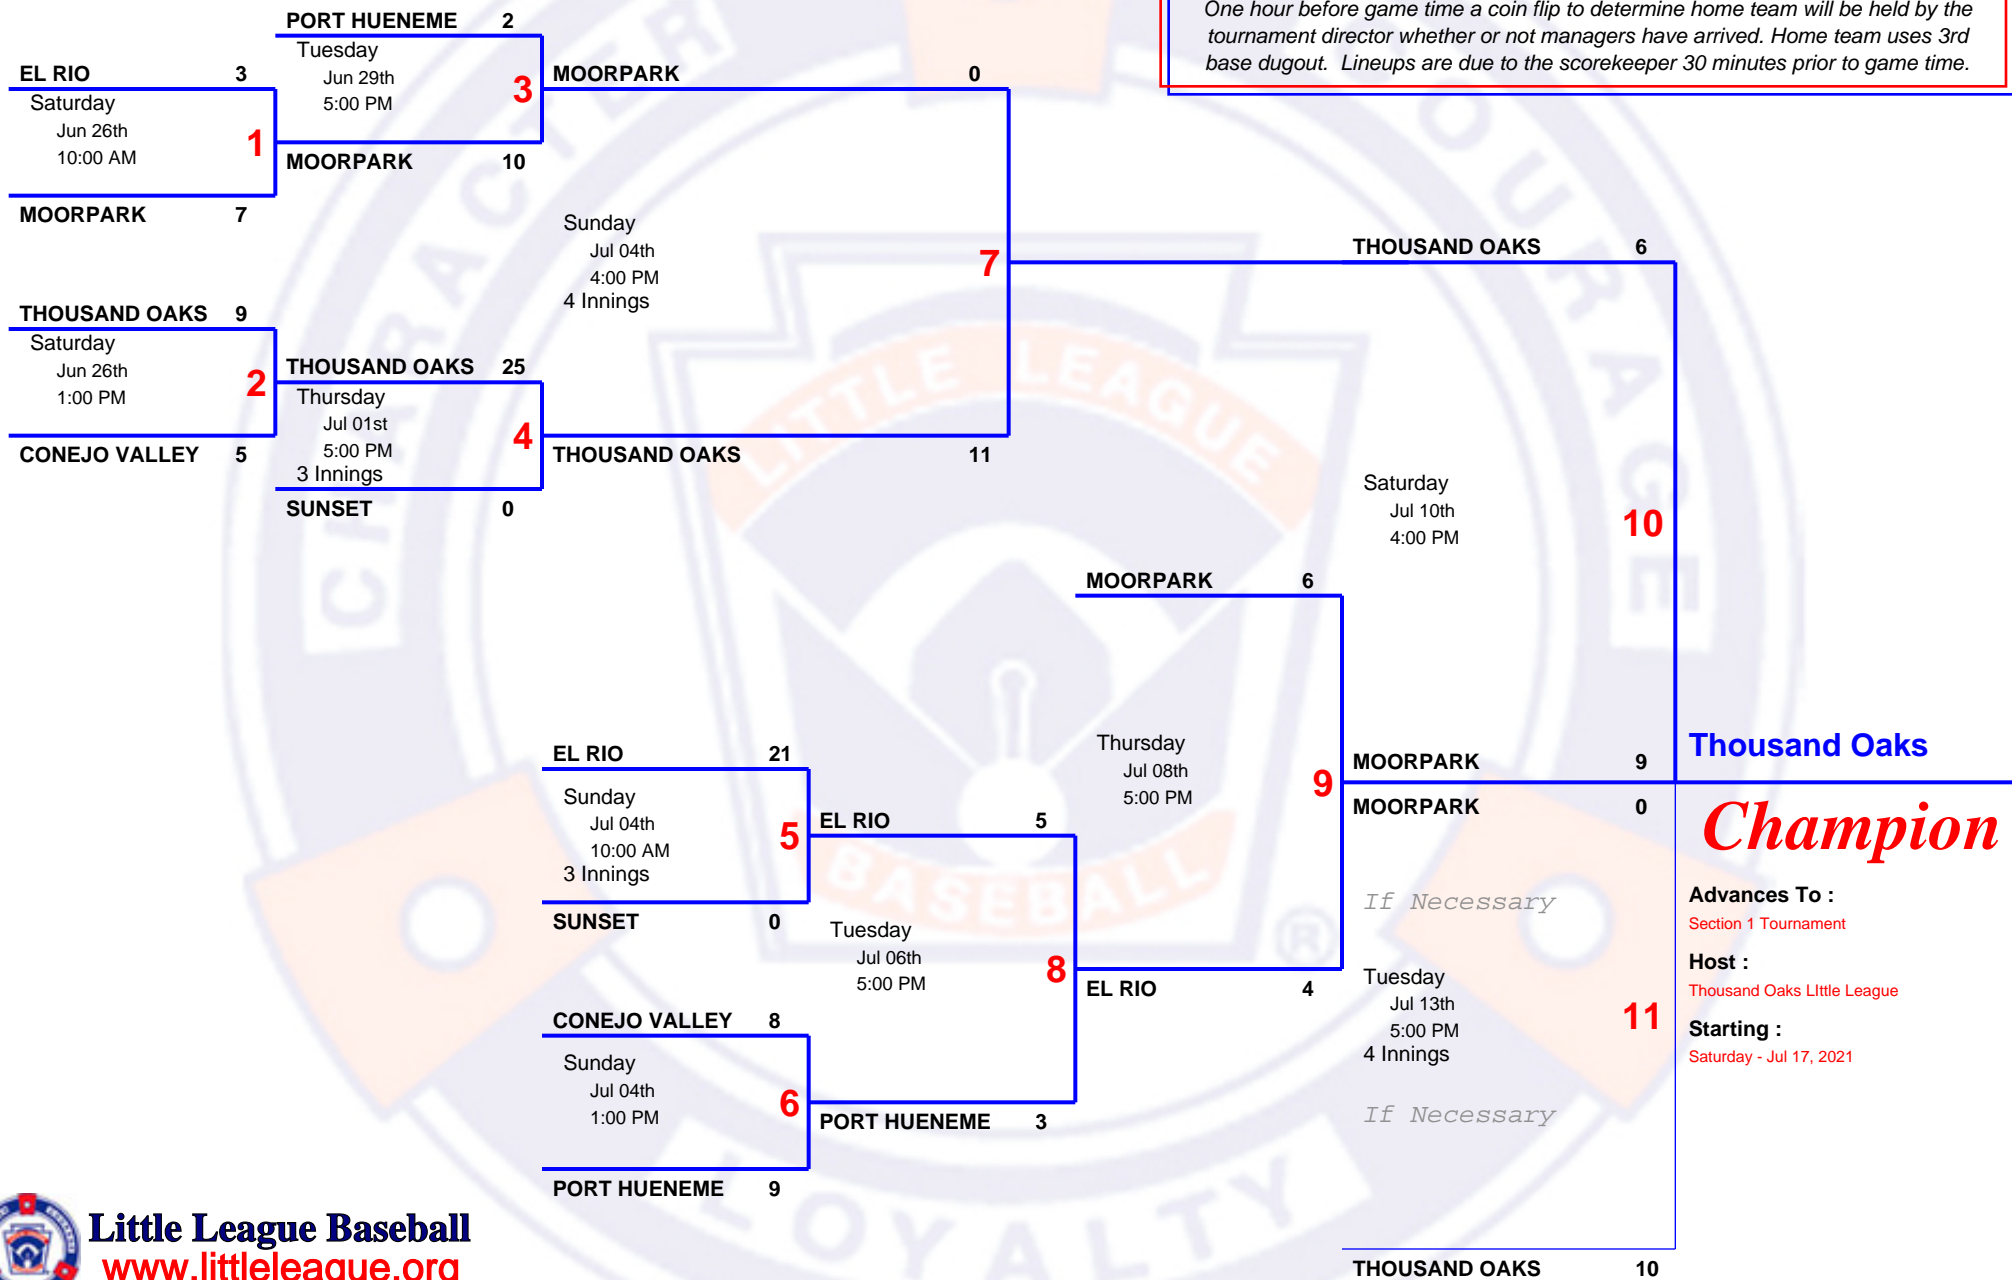 One hour before game time a coin flip to determine home team will be held by the
tournament director whether or not managers have arrived. Home team uses 3rd
base dugout. Lineups are due to the scorekeeper 30 minutes prior to game time.
PORT HUENEME 2
Tuesday
Jun 29th
5:00 PM
3
MOORPARK 10
EL RIO 3
Saturday
Jun 26th
10:00 AM
1
MOORPARK 7
MOORPARK 0
Sunday
Jul 04th
4:00 PM
4 Innings
7
THOUSAND OAKS 11
THOUSAND OAKS 9
Saturday
Jun 26th
1:00 PM
2
CONEJO VALLEY 5
THOUSAND OAKS 25
Thursday
Jul 01st
5:00 PM
3 Innings
4
SUNSET 0
THOUSAND OAKS 6
Saturday
Jul 10th
4:00 PM
10
MOORPARK 9
MOORPARK 6
Thursday
Jul 08th
5:00 PM
9
EL RIO 4
EL RIO 21
Sunday
Jul 04th
10:00 AM
3 Innings
5
SUNSET 0
EL RIO 5
Tuesday
Jul 06th
5:00 PM
8
PORT HUENEME 3
CONEJO VALLEY 8
Sunday
Jul 04th
1:00 PM
6
PORT HUENEME 9
MOORPARK 0
If Necessary
Tuesday
Jul 13th
5:00 PM
4 Innings
11
If Necessary
THOUSAND OAKS 10
Thousand Oaks
Champion
Advances To :
Section 1 Tournament
Host :
Thousand Oaks LIttle League
Starting :
Saturday - Jul 17, 2021
CHARACTER
COURAGE
LOYALTY
LITTLE LEAGUE
BASEBALL
®
Little League Baseball
www.littleleague.org